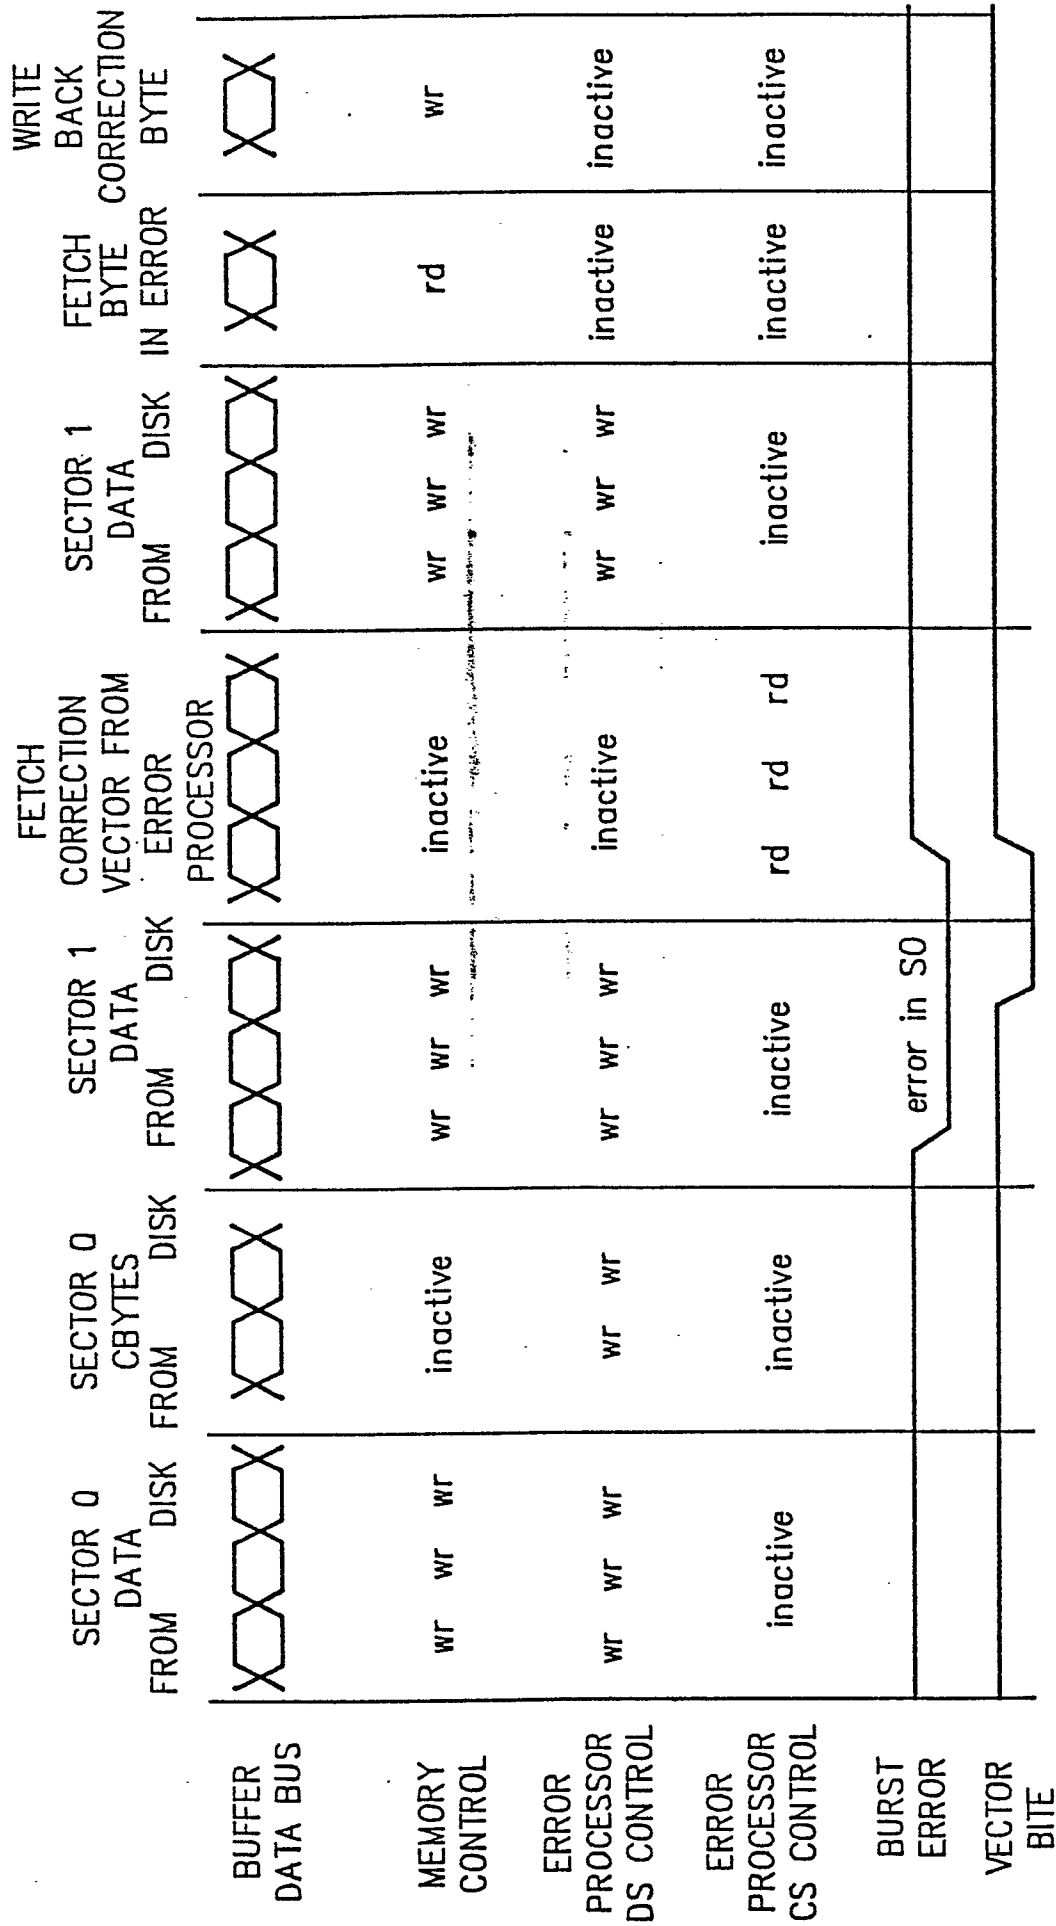 SECTOR 0
DATA
FROM DISK
SECTOR 0
CBYTES
FROM DISK
SECTOR 1
DATA
FROM DISK
FETCH
CORRECTION
VECTOR FROM
ERROR
PROCESSOR
SECTOR 1
DATA
FROM DISK
FETCH
BYTE
IN ERROR
WRITE
BACK
CORRECTION
BYTE
BUFFER
DATA BUS
MEMORY
CONTROL
wr wr wr
inactive
wr wr wr
inactive
wr wr wr
rd
wr
ERROR
PROCESSOR
DS CONTROL
wr wr wr
wr wr
wr wr wr
inactive
wr wr wr
inactive
inactive
ERROR
PROCESSOR
CS CONTROL
inactive
inactive
inactive
rd rd rd
inactive
inactive
inactive
BURST
ERROR
error in S0
VECTOR
BITE